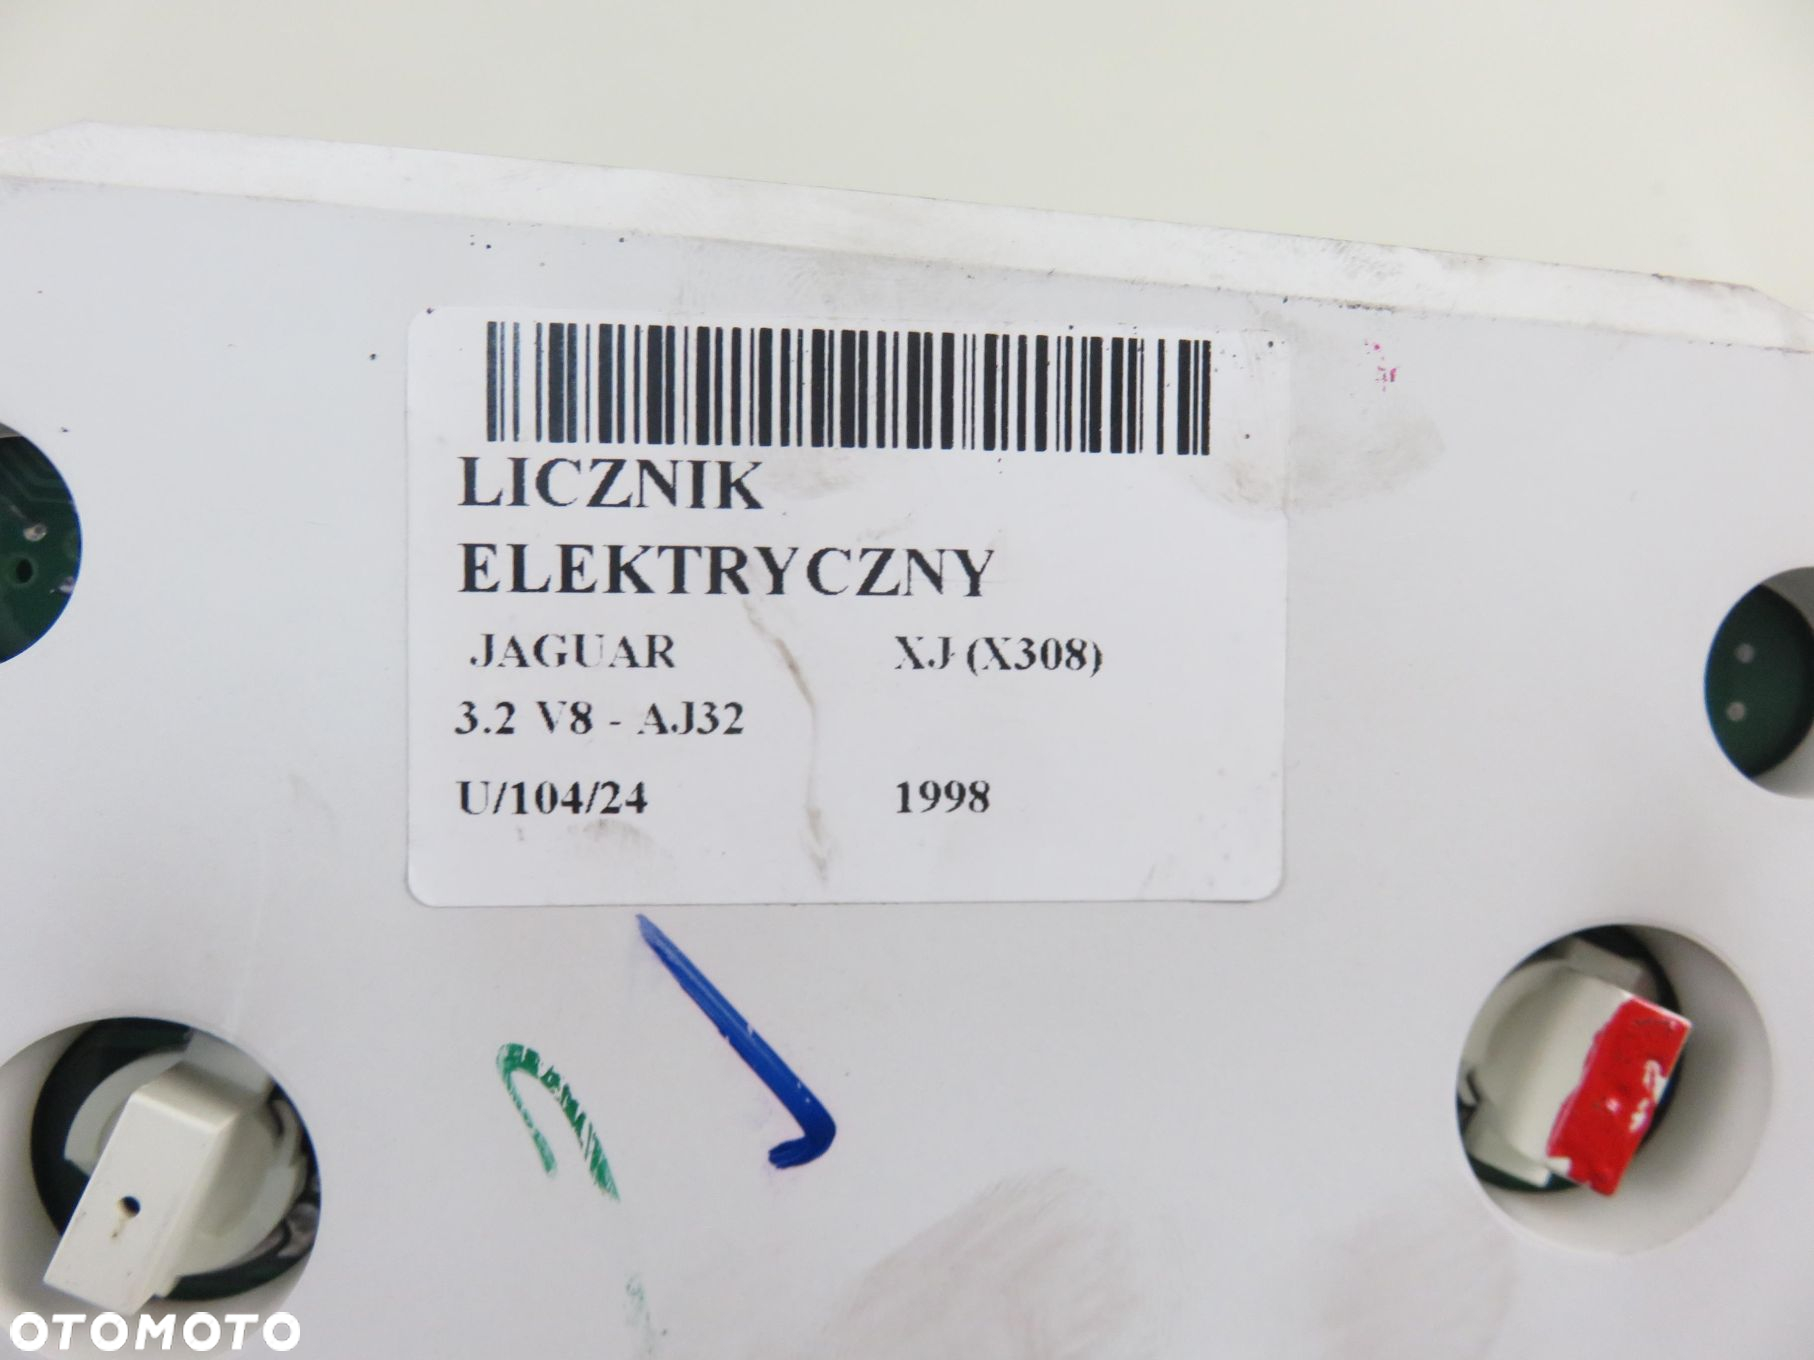 LICZNIK
ELEKTRYCZNY
JAGUAR XJ (X308)
3.2 V8 - AJ32
U/104/24 1998
OTOMOTO